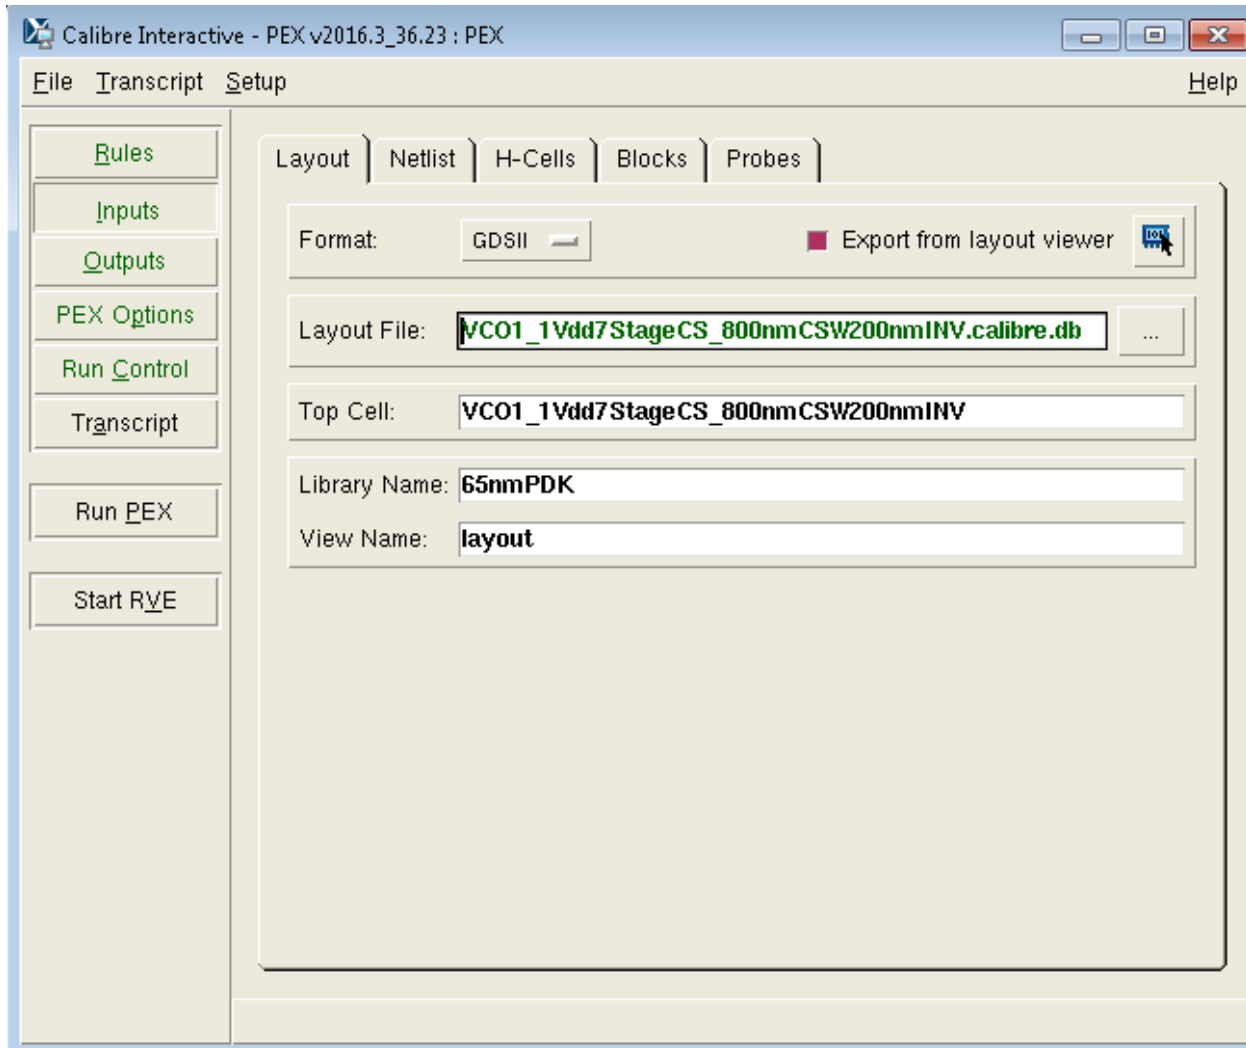 Calibre Interactive - PEX v2016.3_36.23 : PEX
File Transcript Setup Help
Rules
Inputs
Outputs
PEX Options
Run Control
Transcript
Run PEX
Start RVE
Layout Netlist H-Cells Blocks Probes
Format: GDSII Export from layout viewer
Layout File: VCO1_1Vdd7StageCS_800nmCSW200nmINV.calibre.db ...
Top Cell: VCO1_1Vdd7StageCS_800nmCSW200nmINV
Library Name: 65nmPDK
View Name: layout